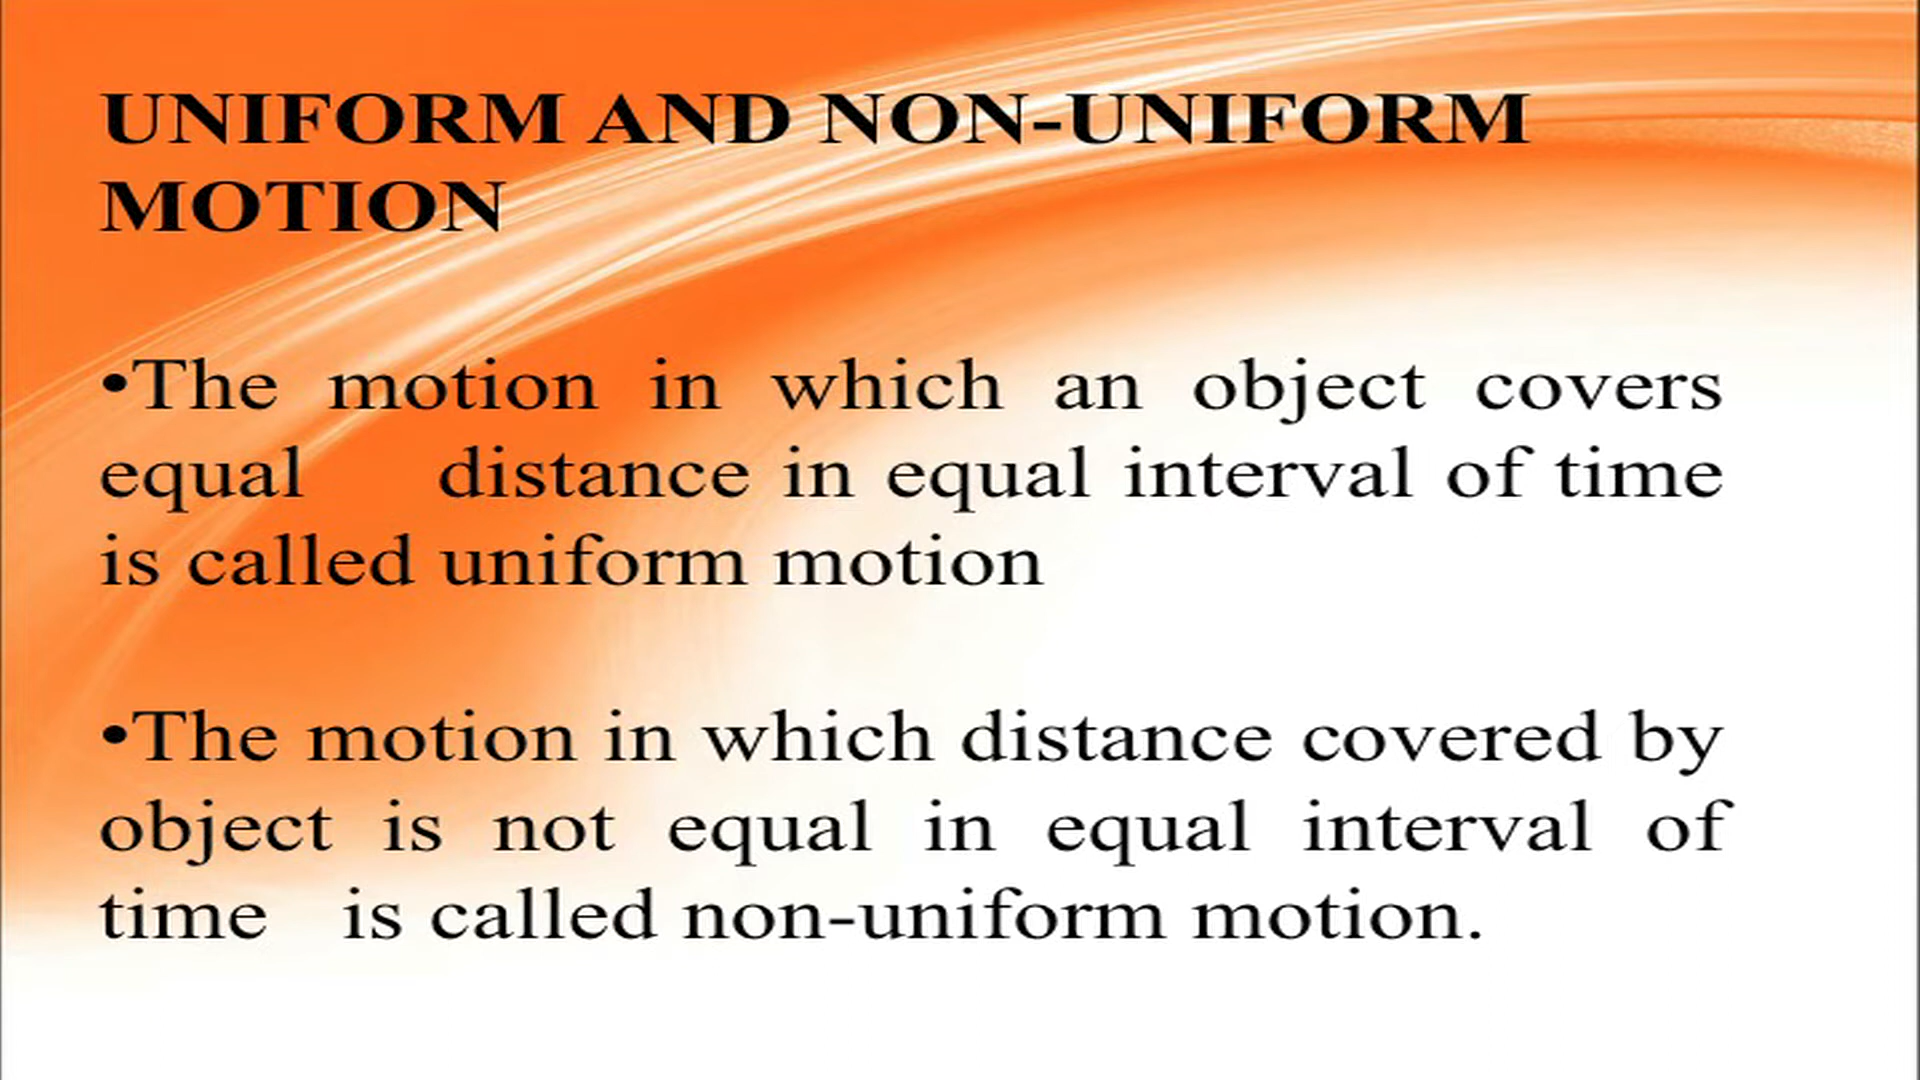 UNIFORM AND NON-UNIFORM
MOTION
•The motion in which an object covers
equal distance in equal interval of time
is called uniform motion
•The motion in which distance covered by
object is not equal in equal interval of
time is called non-uniform motion.